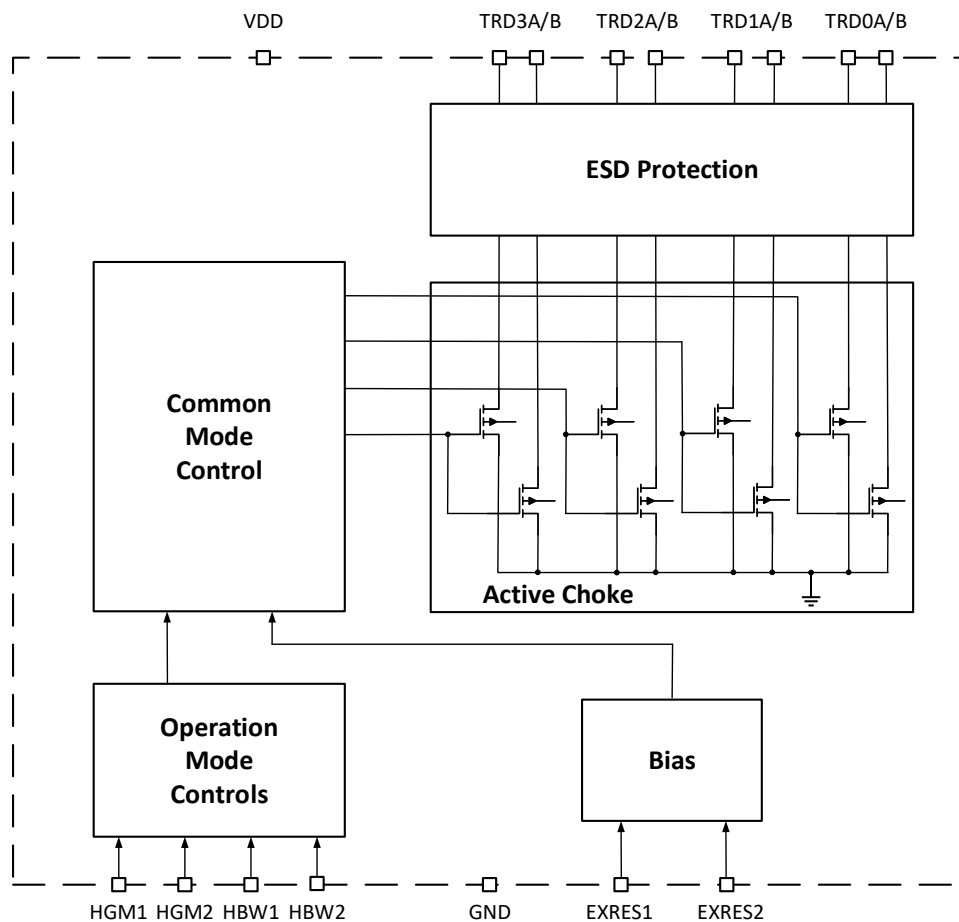 VDD
TRD3A/B
TRD2A/B
TRD1A/B
TRD0A/B
ESD Protection
Common
Mode
Control
Active Choke
Operation
Mode
Controls
Bias
HGM1
HGM2
HBW1
HBW2
GND
EXRES1
EXRES2